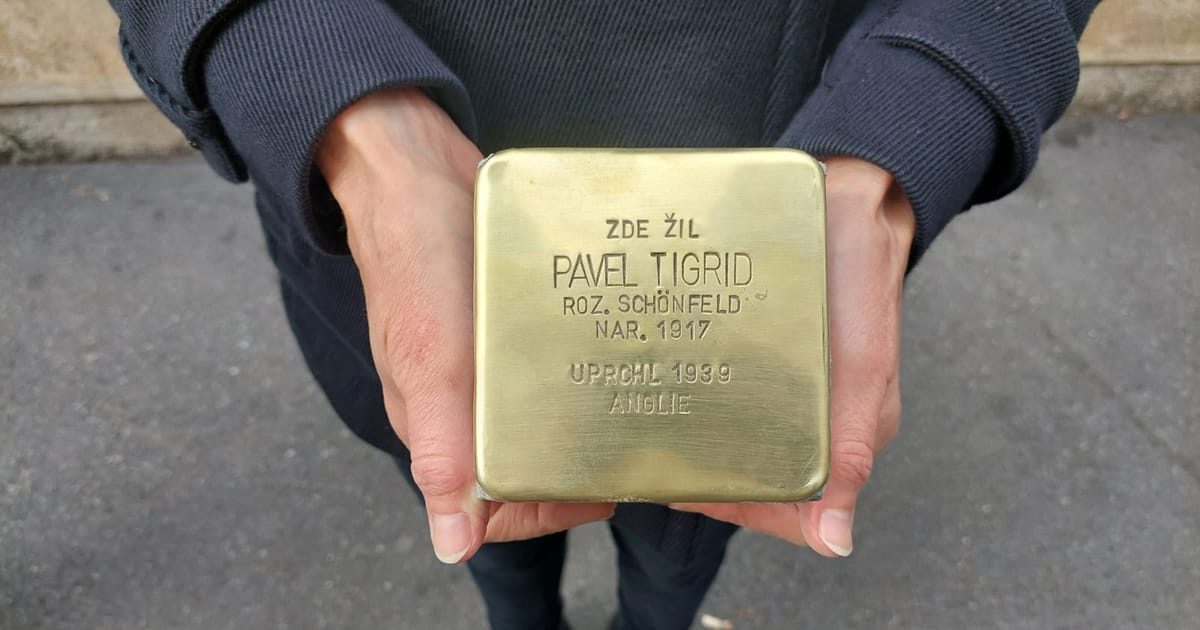 ZDE ŽIL
PAVEL TIGRID
ROZ. SCHÖNFELD
NAR. 1917
UPRCHL 1939
ANGLIE